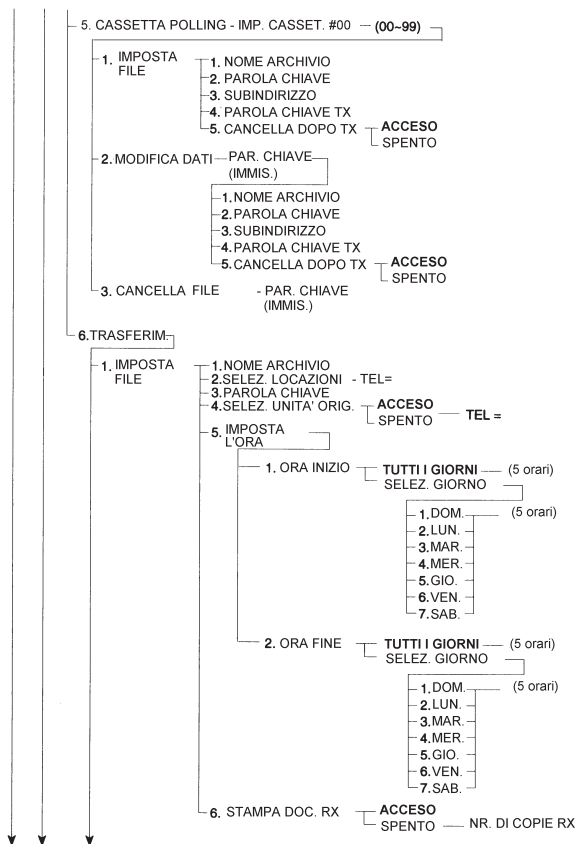 5. CASSETTA POLLING - IMP. CASSET. #00 - (00~99)
1. IMPOSTA FILE
1. NOME ARCHIVIO
2. PAROLA CHIAVE
3. SUBINDIRIZZO
4. PAROLA CHIAVE TX
5. CANCELLA DOPO TX
ACCESO
SPENTO
2. MODIFICA DATI
PAR. CHIAVE
(IMMIS.)
1. NOME ARCHIVIO
2. PAROLA CHIAVE
3. SUBINDIRIZZO
4. PAROLA CHIAVE TX
5. CANCELLA DOPO TX
ACCESO
SPENTO
3. CANCELLA FILE - PAR. CHIAVE
(IMMIS.)
6. TRASFERIM.
1. IMPOSTA FILE
1. NOME ARCHIVIO
2. SELEZ. LOCAZIONI - TEL=
3. PAROLA CHIAVE
4. SELEZ. UNITA' ORIG.
ACCESO
SPENTO
TEL =
5. IMPOSTA L'ORA
1. ORA INIZIO
TUTTI I GIORNI (5 orari)
SELEZ. GIORNO
1. DOM. (5 orari)
2. LUN.
3. MAR.
4. MER.
5. GIO.
6. VEN.
7. SAB.
2. ORA FINE
TUTTI I GIORNI (5 orari)
SELEZ. GIORNO
1. DOM. (5 orari)
2. LUN.
3. MAR.
4. MER.
5. GIO.
6. VEN.
7. SAB.
6. STAMPA DOC. RX
ACCESO
SPENTO
NR. DI COPIE RX